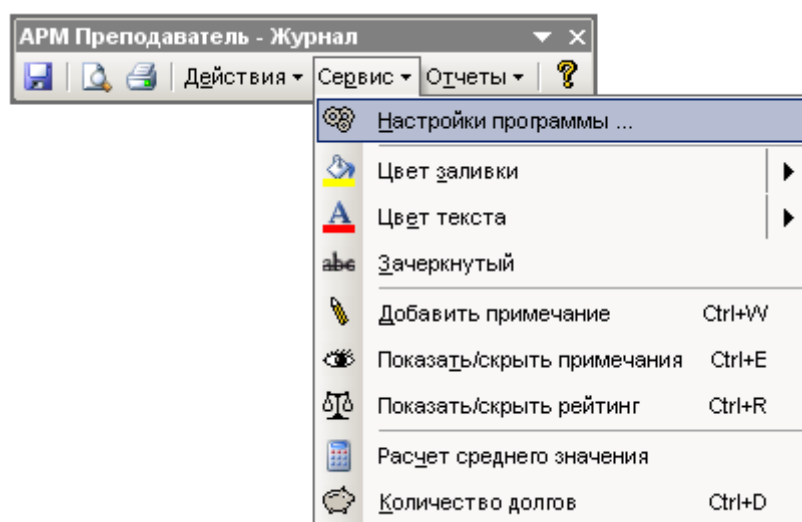 АРМ Преподаватель - Журнал
Действия Сервис Отчеты
Настройки программы ...
Цвет заливки
А Цвет текста
abc Зачеркнутый
Добавить примечание Ctrl+W
Показать/скрыть примечания Ctrl+E
Показать/скрыть рейтинг Ctrl+R
Расчет среднего значения
Количество долгов Ctrl+D